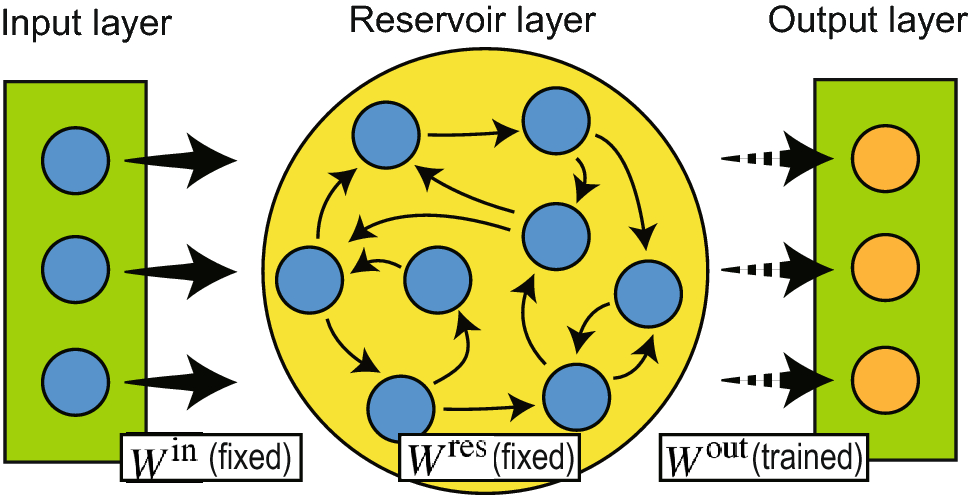 Input layer
Reservoir layer
Output layer
W^in (fixed)
W^res (fixed)
W^out (trained)